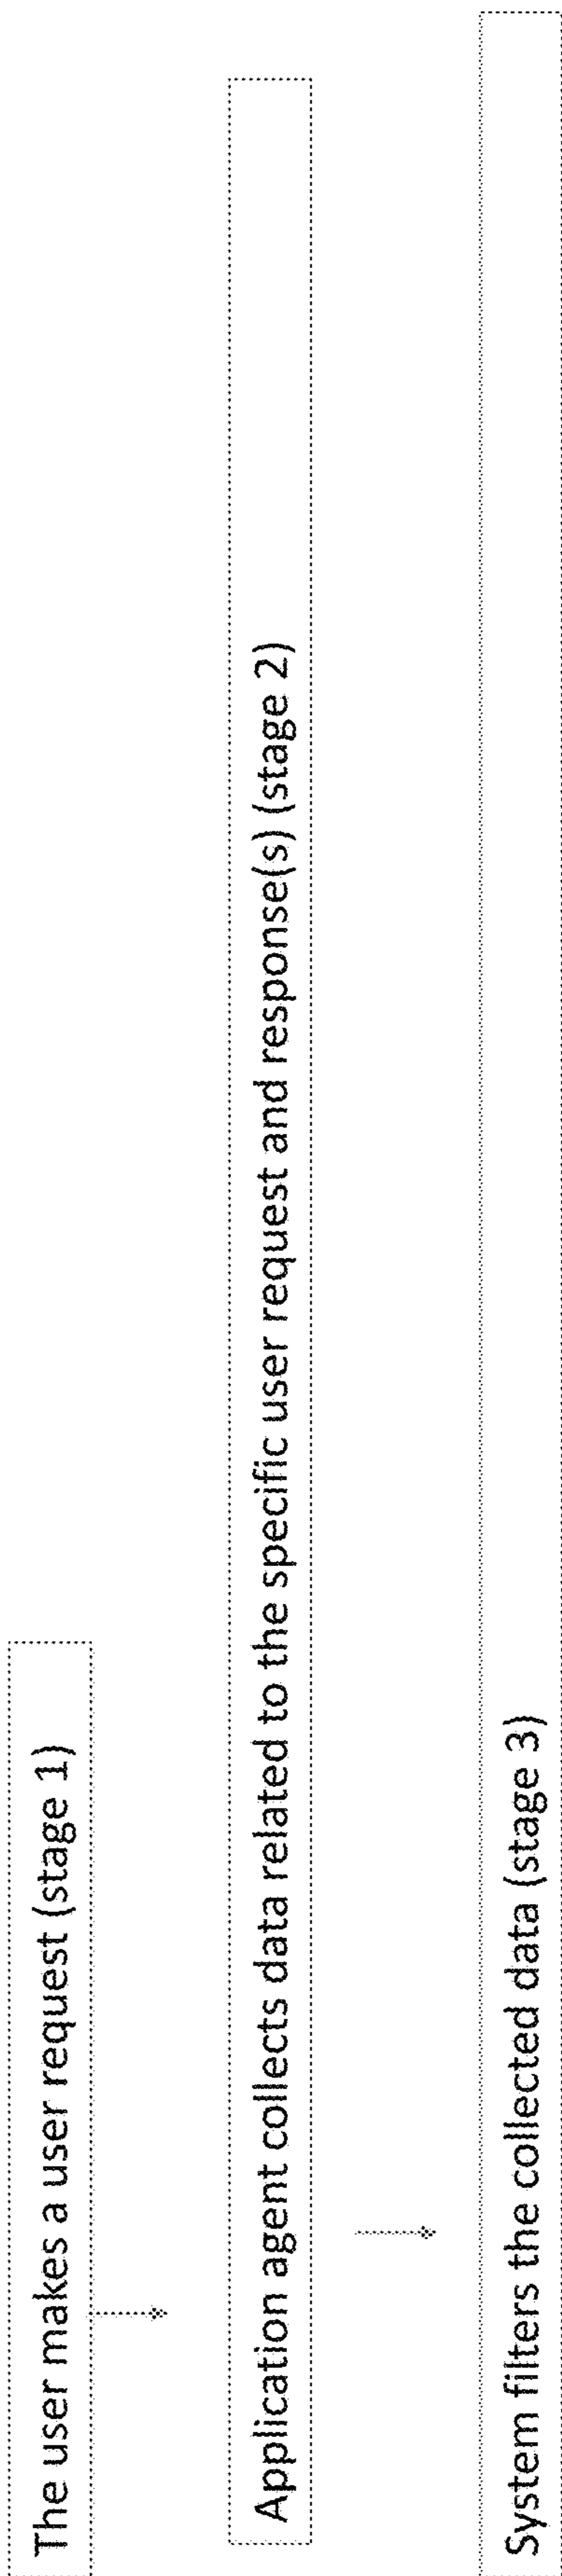 The user makes a user request (stage 1)
Application agent collects data related to the specific user request and response(s) (stage 2)
System filters the collected data (stage 3)